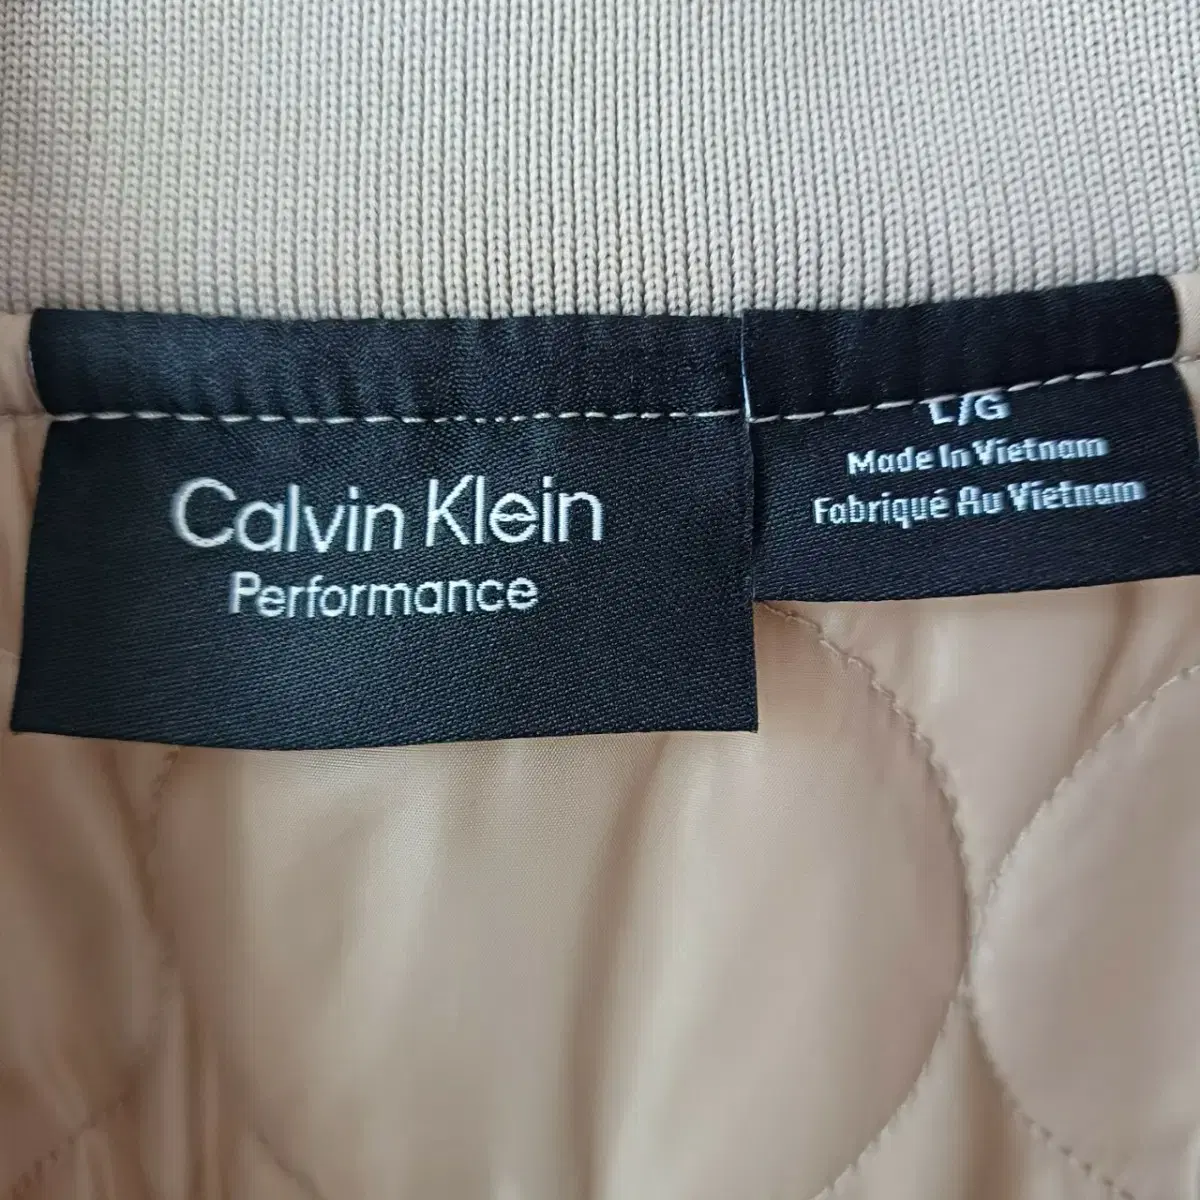 Calvin Klein
Performance
L/G
Made In Vietnam
Fabriqué Au Vietnam